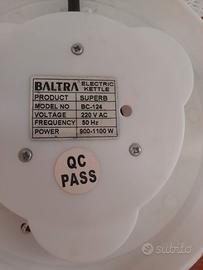 BALTRA ELECTRIC KETTLE
PRODUCT SUPERB
MODEL NO BC-124
VOLTAGE 220 V AC
FREQUENCY 50 Hz
POWER 900-1100 W
QC
PASS
subito